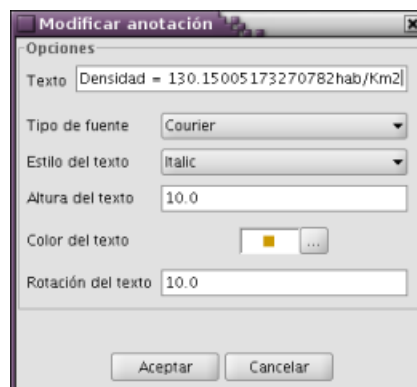 Modificar anotación
Opciones
Texto Densidad = 130.15005173270782hab/Km2
Tipo de fuente Courier
Estilo del texto Italic
Altura del texto 10.0
Color del texto ...
Rotación del texto 10.0
Aceptar Cancelar